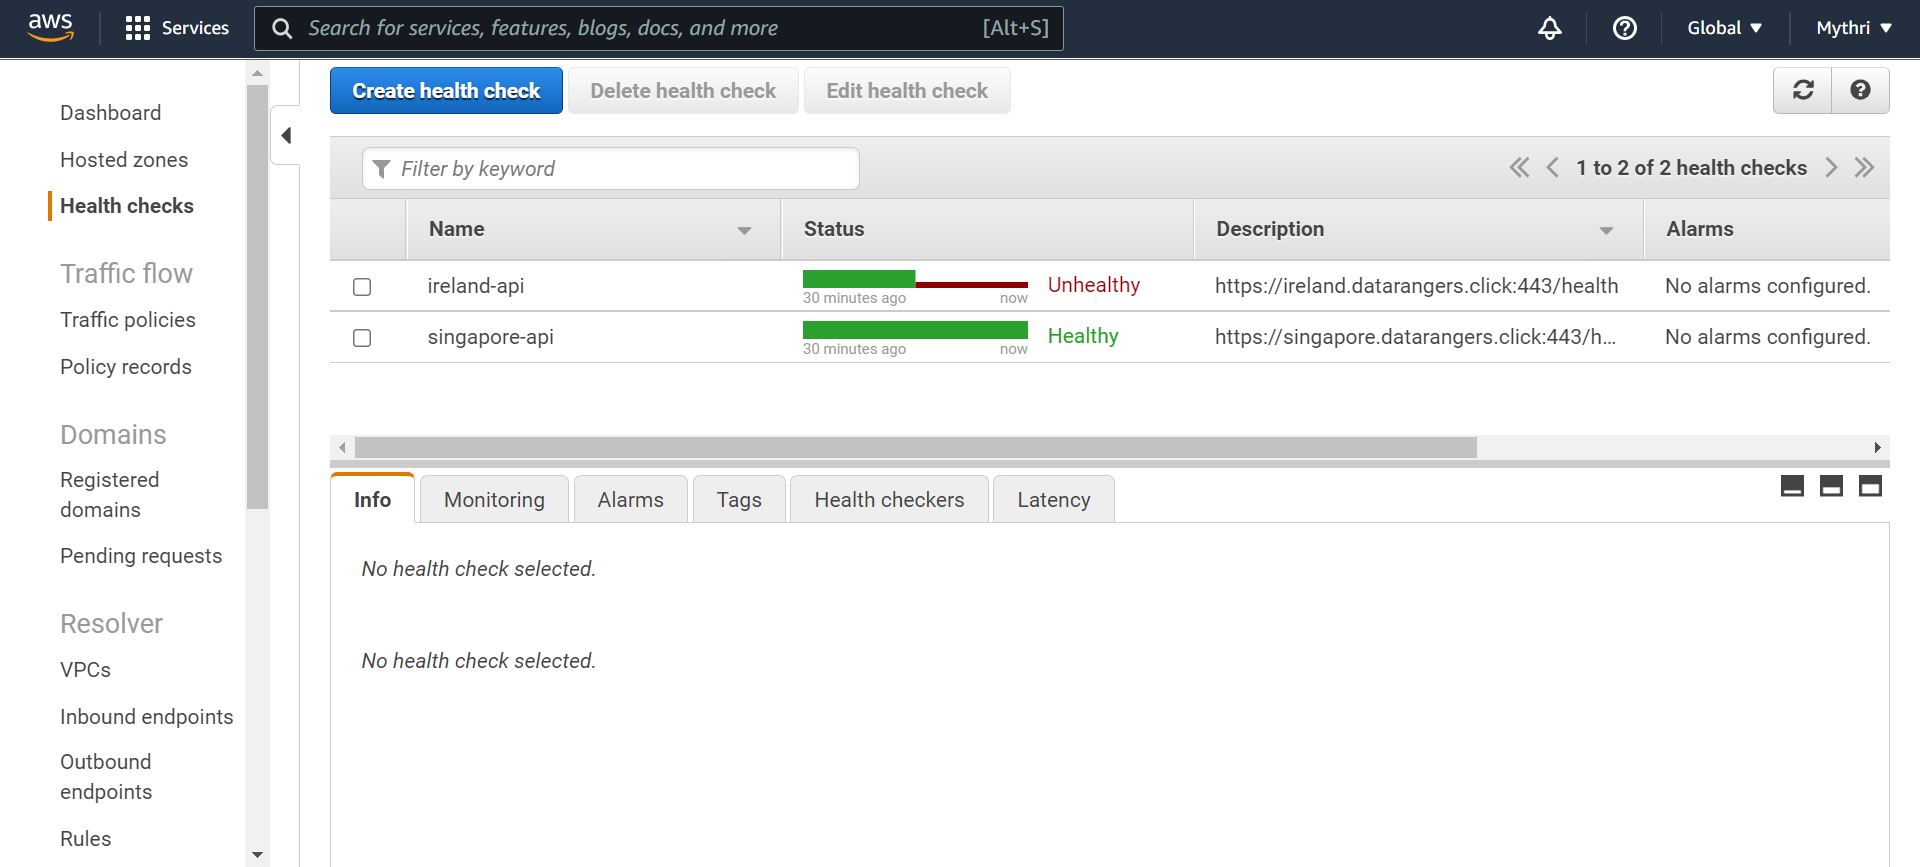 aws
Services
Search for services, features, blogs, docs, and more [Alt+S]
Global
Mythri
Dashboard
Hosted zones
Health checks
Traffic flow
Traffic policies
Policy records
Domains
Registered
domains
Pending requests
Resolver
VPCs
Inbound endpoints
Outbound
endpoints
Rules
Create health check
Delete health check
Edit health check
Filter by keyword
1 to 2 of 2 health checks
Name Status Description Alarms
ireland-api Unhealthy https://ireland.datarangers.click:443/health No alarms configured.
30 minutes ago now
singapore-api Healthy https://singapore.datarangers.click:443/h... No alarms configured.
30 minutes ago now
Info Monitoring Alarms Tags Health checkers Latency
No health check selected.
No health check selected.